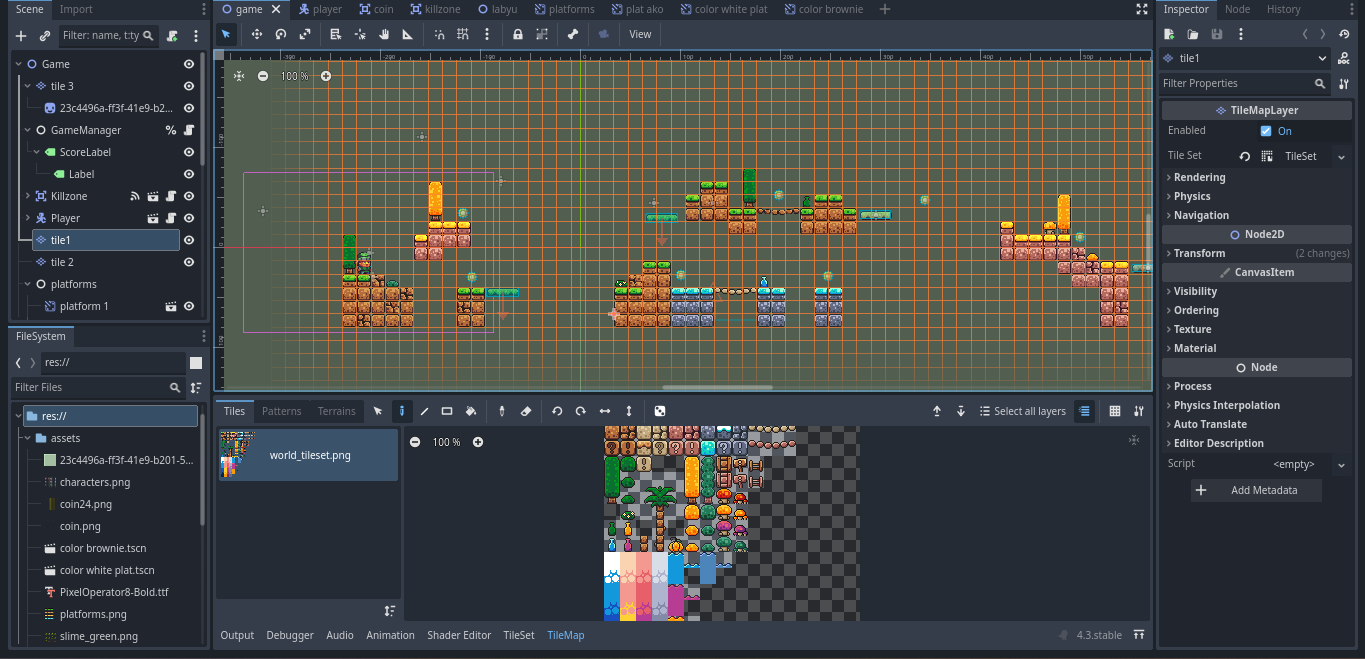 Scene
Import
Filter: name, t:ty
Game
tile 3
23c4496a-ff3f-41e9-b2...
GameManager
%
ScoreLabel
Label
Killzone
Player
tile1
tile 2
platforms
platform 1
FileSystem
res://
Filter Files
res://
assets
23c4496a-ff3f-41e9-b201-5...
characters.png
coin24.png
coin.png
color brownie.tscn
color white plat.tscn
PixelOperator8-Bold.ttf
platforms.png
slime_green.png
game
player
coin
killzone
labyu
platforms
plat ako
color white plat
color brownie
View
100 %
Tiles
Patterns
Terrains
Select all layers
world_tileset.png
100 %
Output
Debugger
Audio
Animation
Shader Editor
TileSet
TileMap
4.3.stable
Inspector
Node
History
tile1
Filter Properties
TileMapLayer
Enabled
On
Tile Set
TileSet
Rendering
Physics
Navigation
Node2D
Transform
(2 changes)
CanvasItem
Visibility
Ordering
Texture
Material
Node
Process
Physics Interpolation
Auto Translate
Editor Description
Script
<empty>
Add Metadata